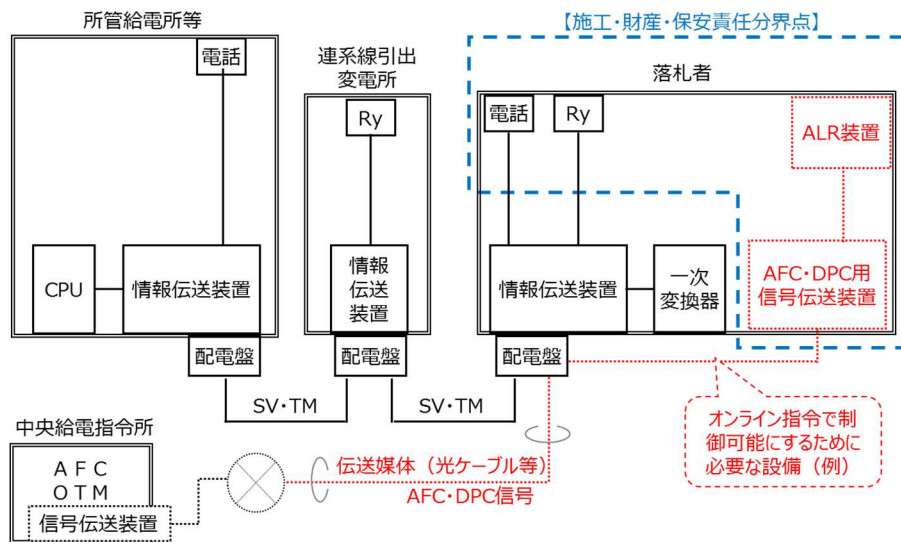 所管給電所等
電話
CPU
情報伝送装置
配電盤
連系線引出
変電所
Ry
情報
伝送
装置
配電盤
【施工・財産・保安責任分界点】
落札者
電話
Ry
ALR装置
情報伝送装置
一次
変換器
AFC・DPC用
信号伝送装置
配電盤
SV・TM
SV・TM
オンライン指令で制
御可能にするために
必要な設備（例）
中央給電指令所
ＡＦＣ
ＯＴＭ
信号伝送装置
伝送媒体（光ケーブル等）
AFC・DPC信号